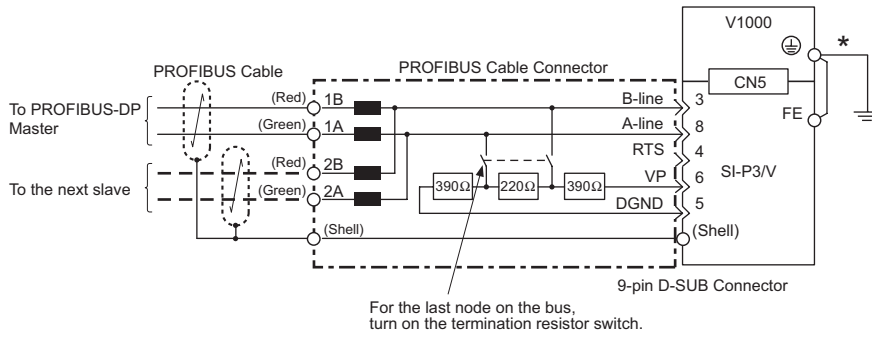 V1000
*
PROFIBUS Cable
PROFIBUS Cable Connector
CN5
To PROFIBUS-DP
Master
(Red)
1B
B-line
3
FE
(Green)
1A
A-line
8
RTS
4
SI-P3/V
To the next slave
(Red)
2B
VP
6
(Green)
2A
390Ω
220Ω
390Ω
DGND
5
(Shell)
(Shell)
9-pin D-SUB Connector
For the last node on the bus,
turn on the termination resistor switch.